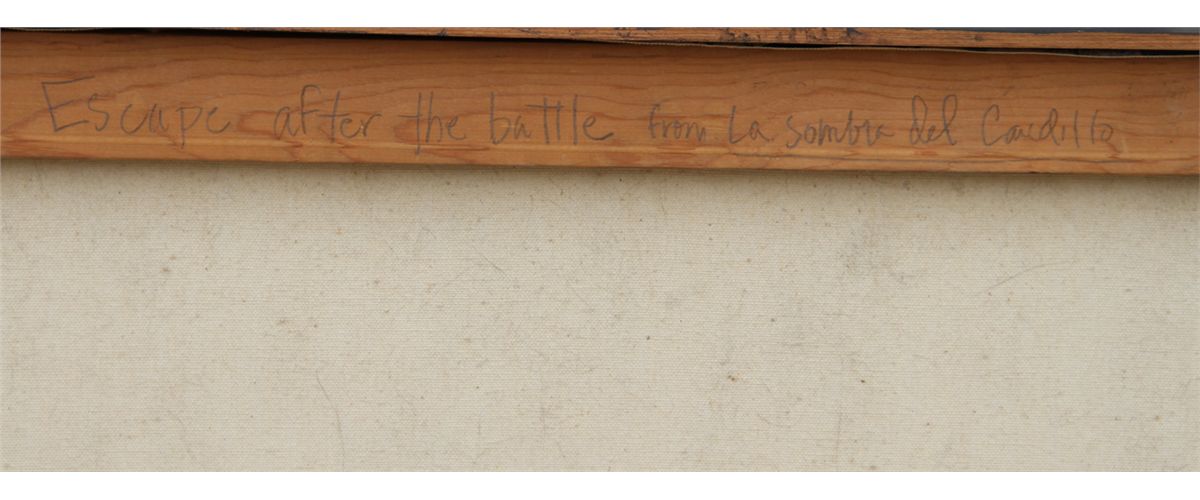 Escape after the battle from La sombra del Caudillo